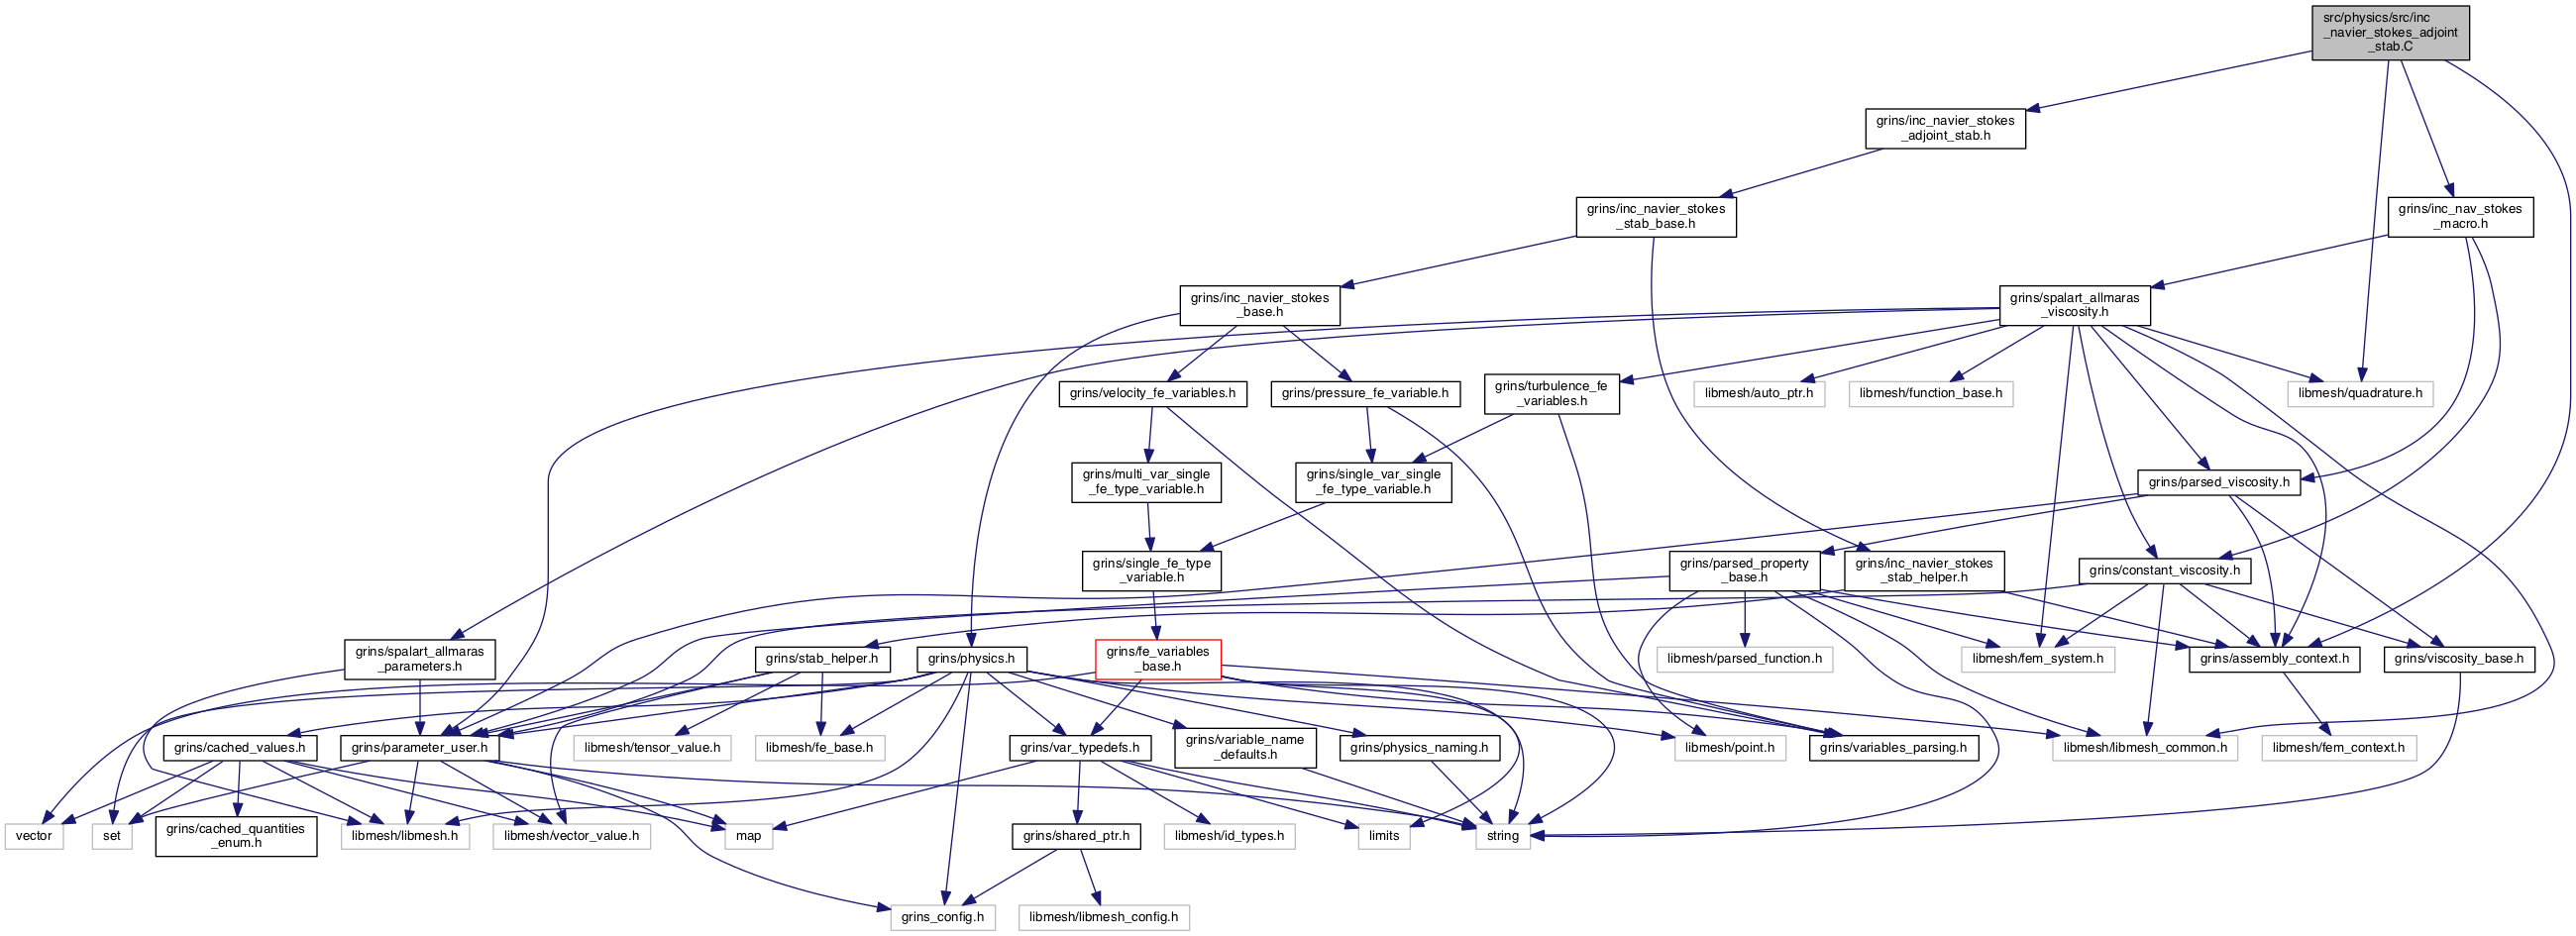 src/physics/src/inc
_navier_stokes_adjoint
_stab.C
grins/inc_navier_stokes
_adjoint_stab.h
grins/inc_navier_stokes
_stab_base.h
grins/inc_nav_stokes
_macro.h
grins/inc_navier_stokes
_base.h
grins/spalart_allmaras
_viscosity.h
grins/velocity_fe_variables.h
grins/pressure_fe_variable.h
grins/turbulence_fe
_variables.h
libmesh/auto_ptr.h
libmesh/function_base.h
libmesh/quadrature.h
grins/multi_var_single
_fe_type_variable.h
grins/single_var_single
_fe_type_variable.h
grins/parsed_viscosity.h
grins/single_fe_type
_variable.h
grins/parsed_property
_base.h
grins/inc_navier_stokes
_stab_helper.h
grins/constant_viscosity.h
grins/spalart_allmaras
_parameters.h
grins/stab_helper.h
grins/physics.h
grins/fe_variables
_base.h
libmesh/parsed_function.h
libmesh/fem_system.h
grins/assembly_context.h
grins/viscosity_base.h
grins/cached_values.h
grins/parameter_user.h
libmesh/tensor_value.h
libmesh/fe_base.h
grins/var_typedefs.h
grins/variable_name
_defaults.h
grins/physics_naming.h
libmesh/point.h
grins/variables_parsing.h
libmesh/libmesh_common.h
libmesh/fem_context.h
vector
set
grins/cached_quantities
_enum.h
libmesh/libmesh.h
libmesh/vector_value.h
map
grins/shared_ptr.h
libmesh/id_types.h
limits
string
grins_config.h
libmesh/libmesh_config.h